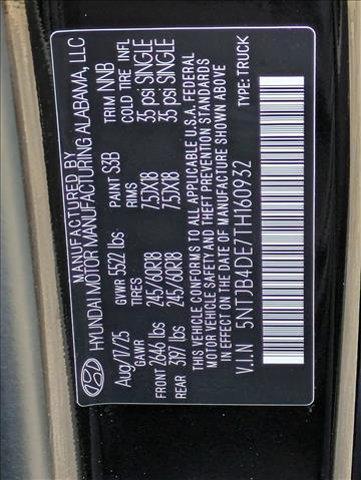 MANUFACTURED BY
HYUNDAI MOTOR MANUFACTURING ALABAMA, LLC
Aug/17/25 PAINT S3B TRIM NNB
GVWR 5522 lbs
GAWR TIRES RIMS COLD TIRE INFL
FRONT 2646 lbs 245/60R18 7.5JX18 35 psi SINGLE
REAR 3197 lbs 245/60R18 7.5JX18 35 psi SINGLE
THIS VEHICLE CONFORMS TO ALL APPLICABLE U.S.A. FEDERAL
MOTOR VEHICLE SAFETY AND THEFT PREVENTION STANDARDS
IN EFFECT ON THE DATE OF MANUFACTURE SHOWN ABOVE
V.I.N 5NTJB4DE7TH160932 TYPE: TRUCK